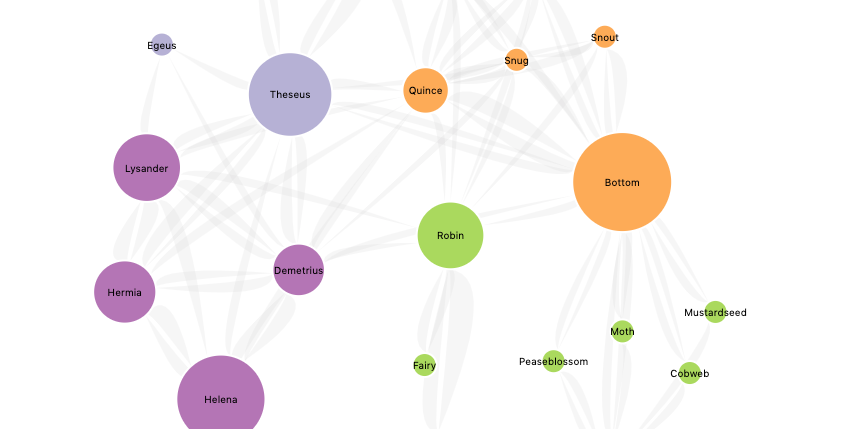 Snout
Egeus
Snug
Quince
Theseus
Lysander
Bottom
Robin
Demetrius
Hermia
Mustardseed
Moth
Peaseblossom
Fairy
Cobweb
Helena